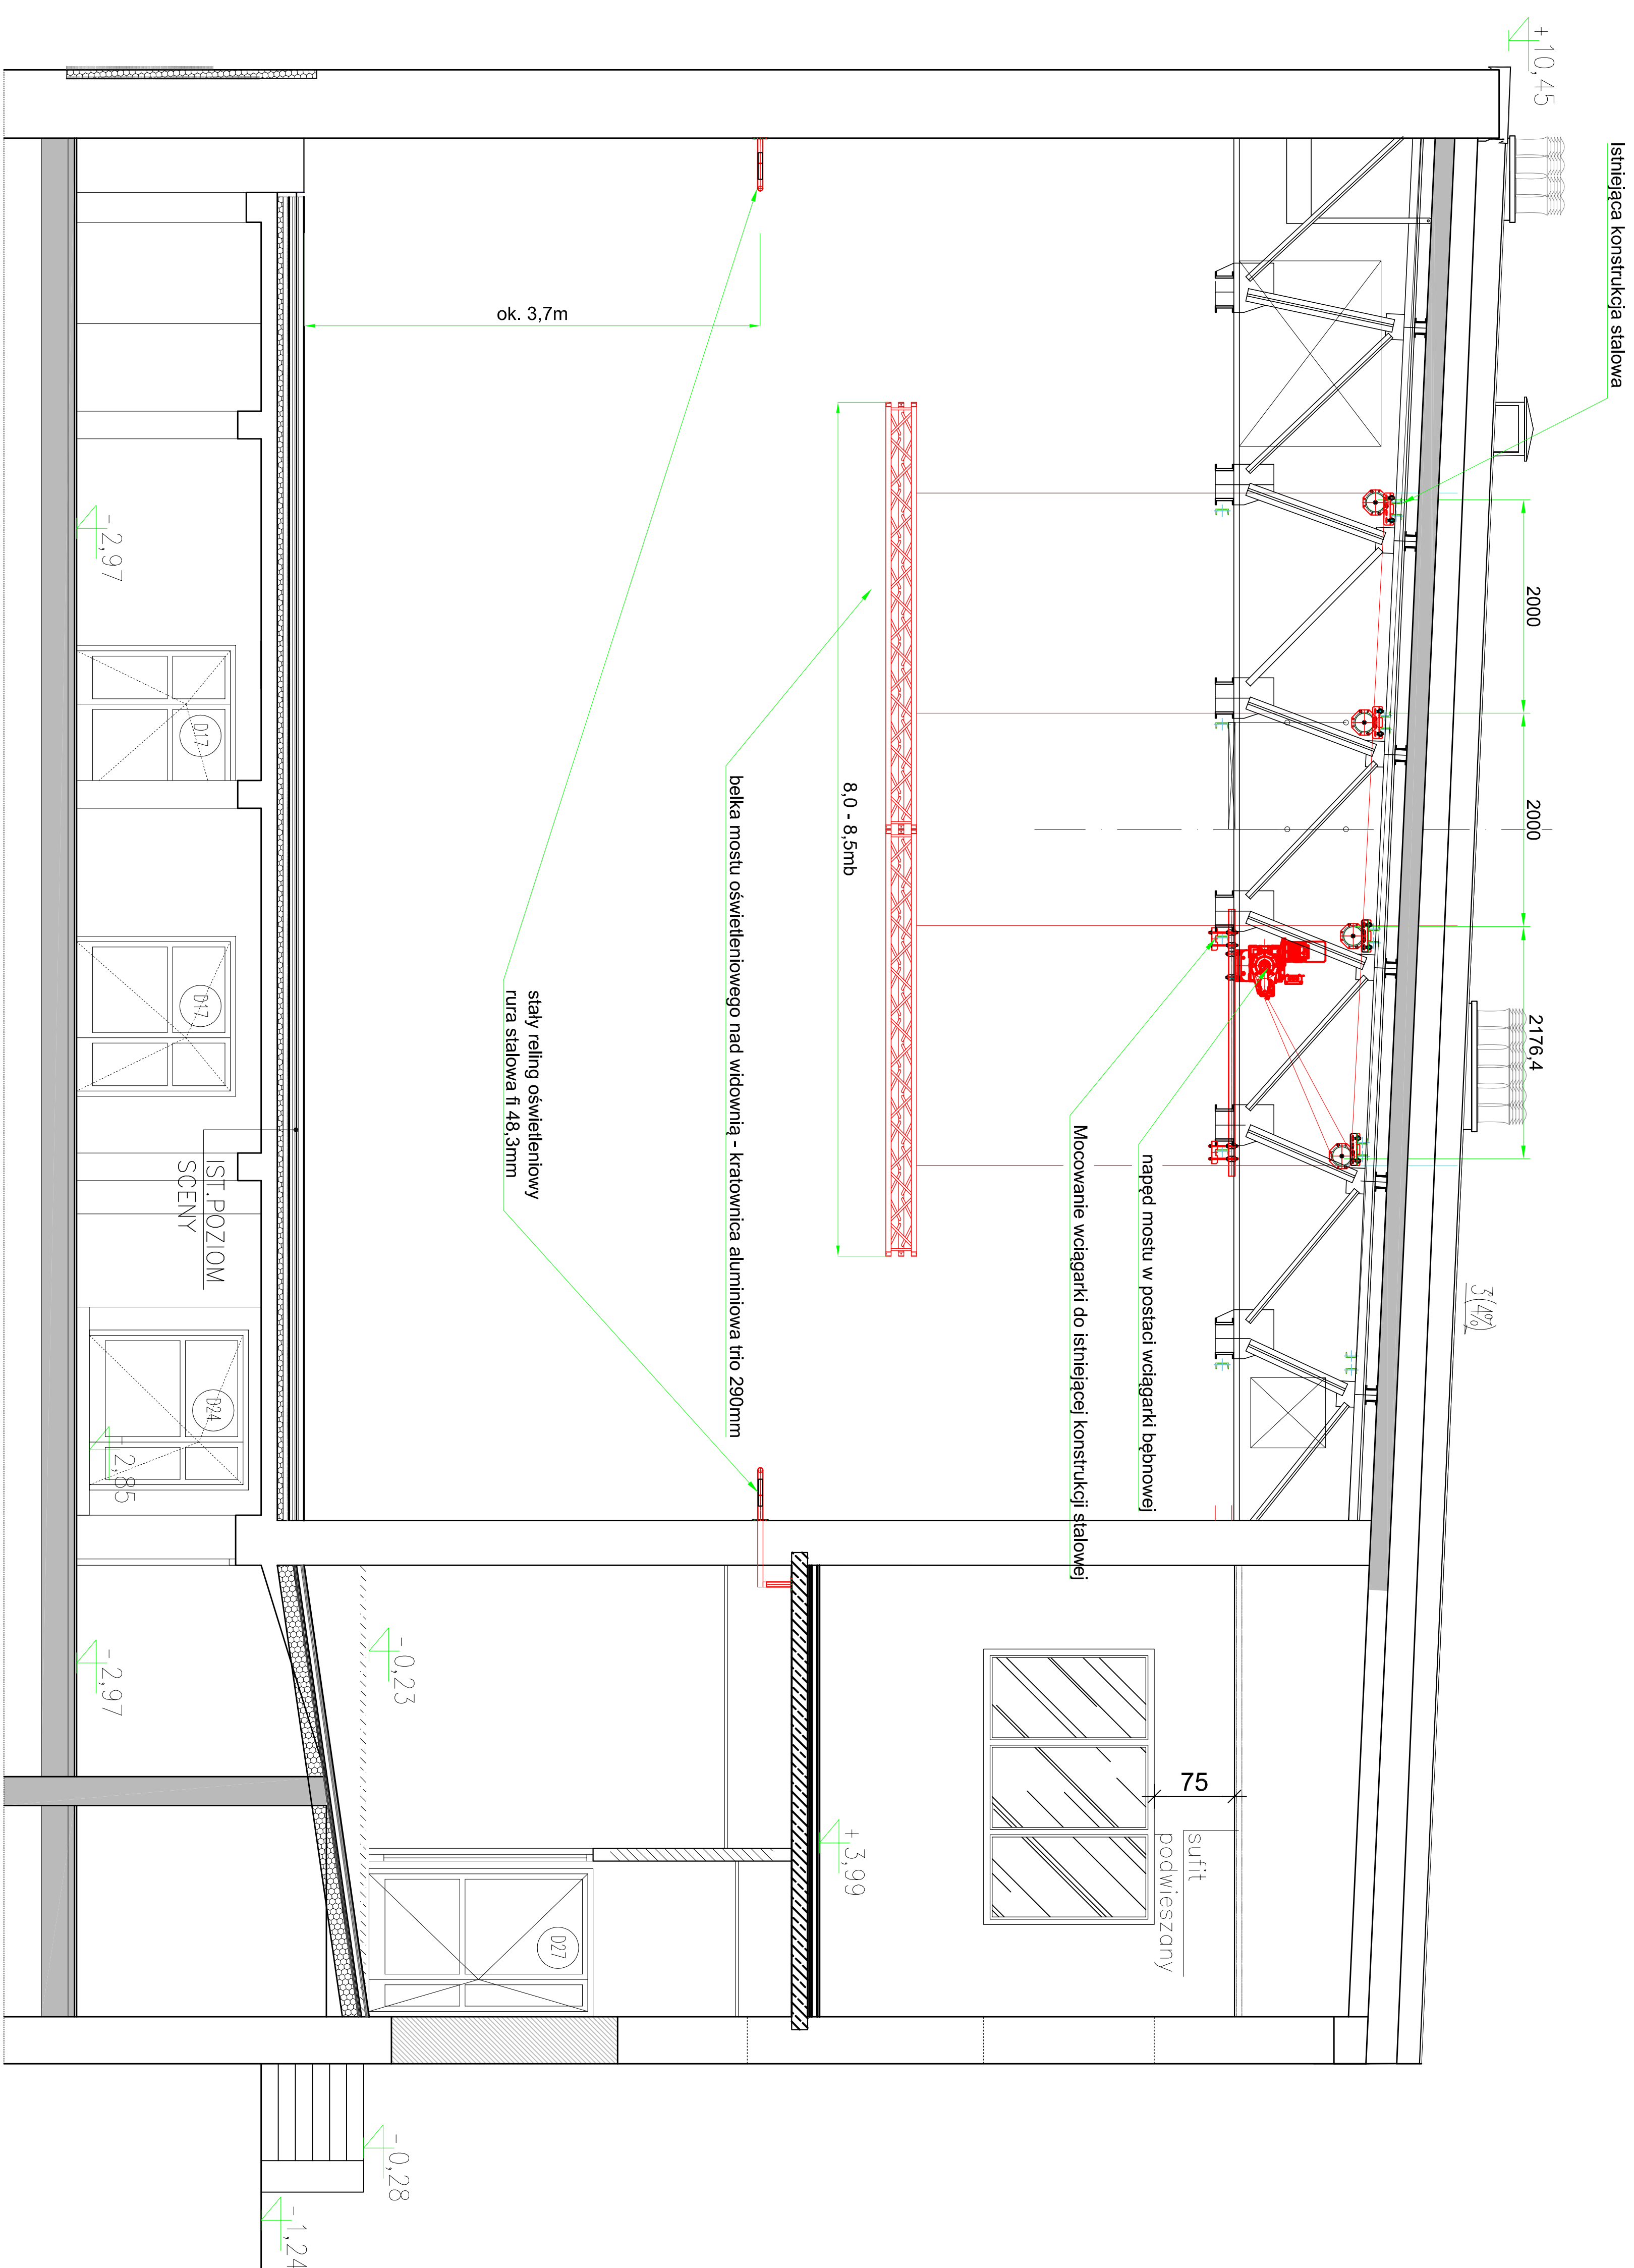 +10,45
Istniejąca konstrukcja stalowa
2000
2000
2176,4
3°(4%)
ok. 3,7m
8,0 - 8,5mb
napęd mostu w postaci wciągarki bębnowej
Mocowanie wciągarki do istniejącej konstrukcji stalowej
belka mostu oświetleniowego nad widownią - kratownica aluminiowa trio 290mm
stały reling oświetleniowy
rura stalowa fi 48,3mm
75
sufit
podwieszany
+3,99
-0,23
D27
IST.POZIOM
SCENY
-2,97
D17
D17
D24
-2,85
-2,97
-0,28
-1,24